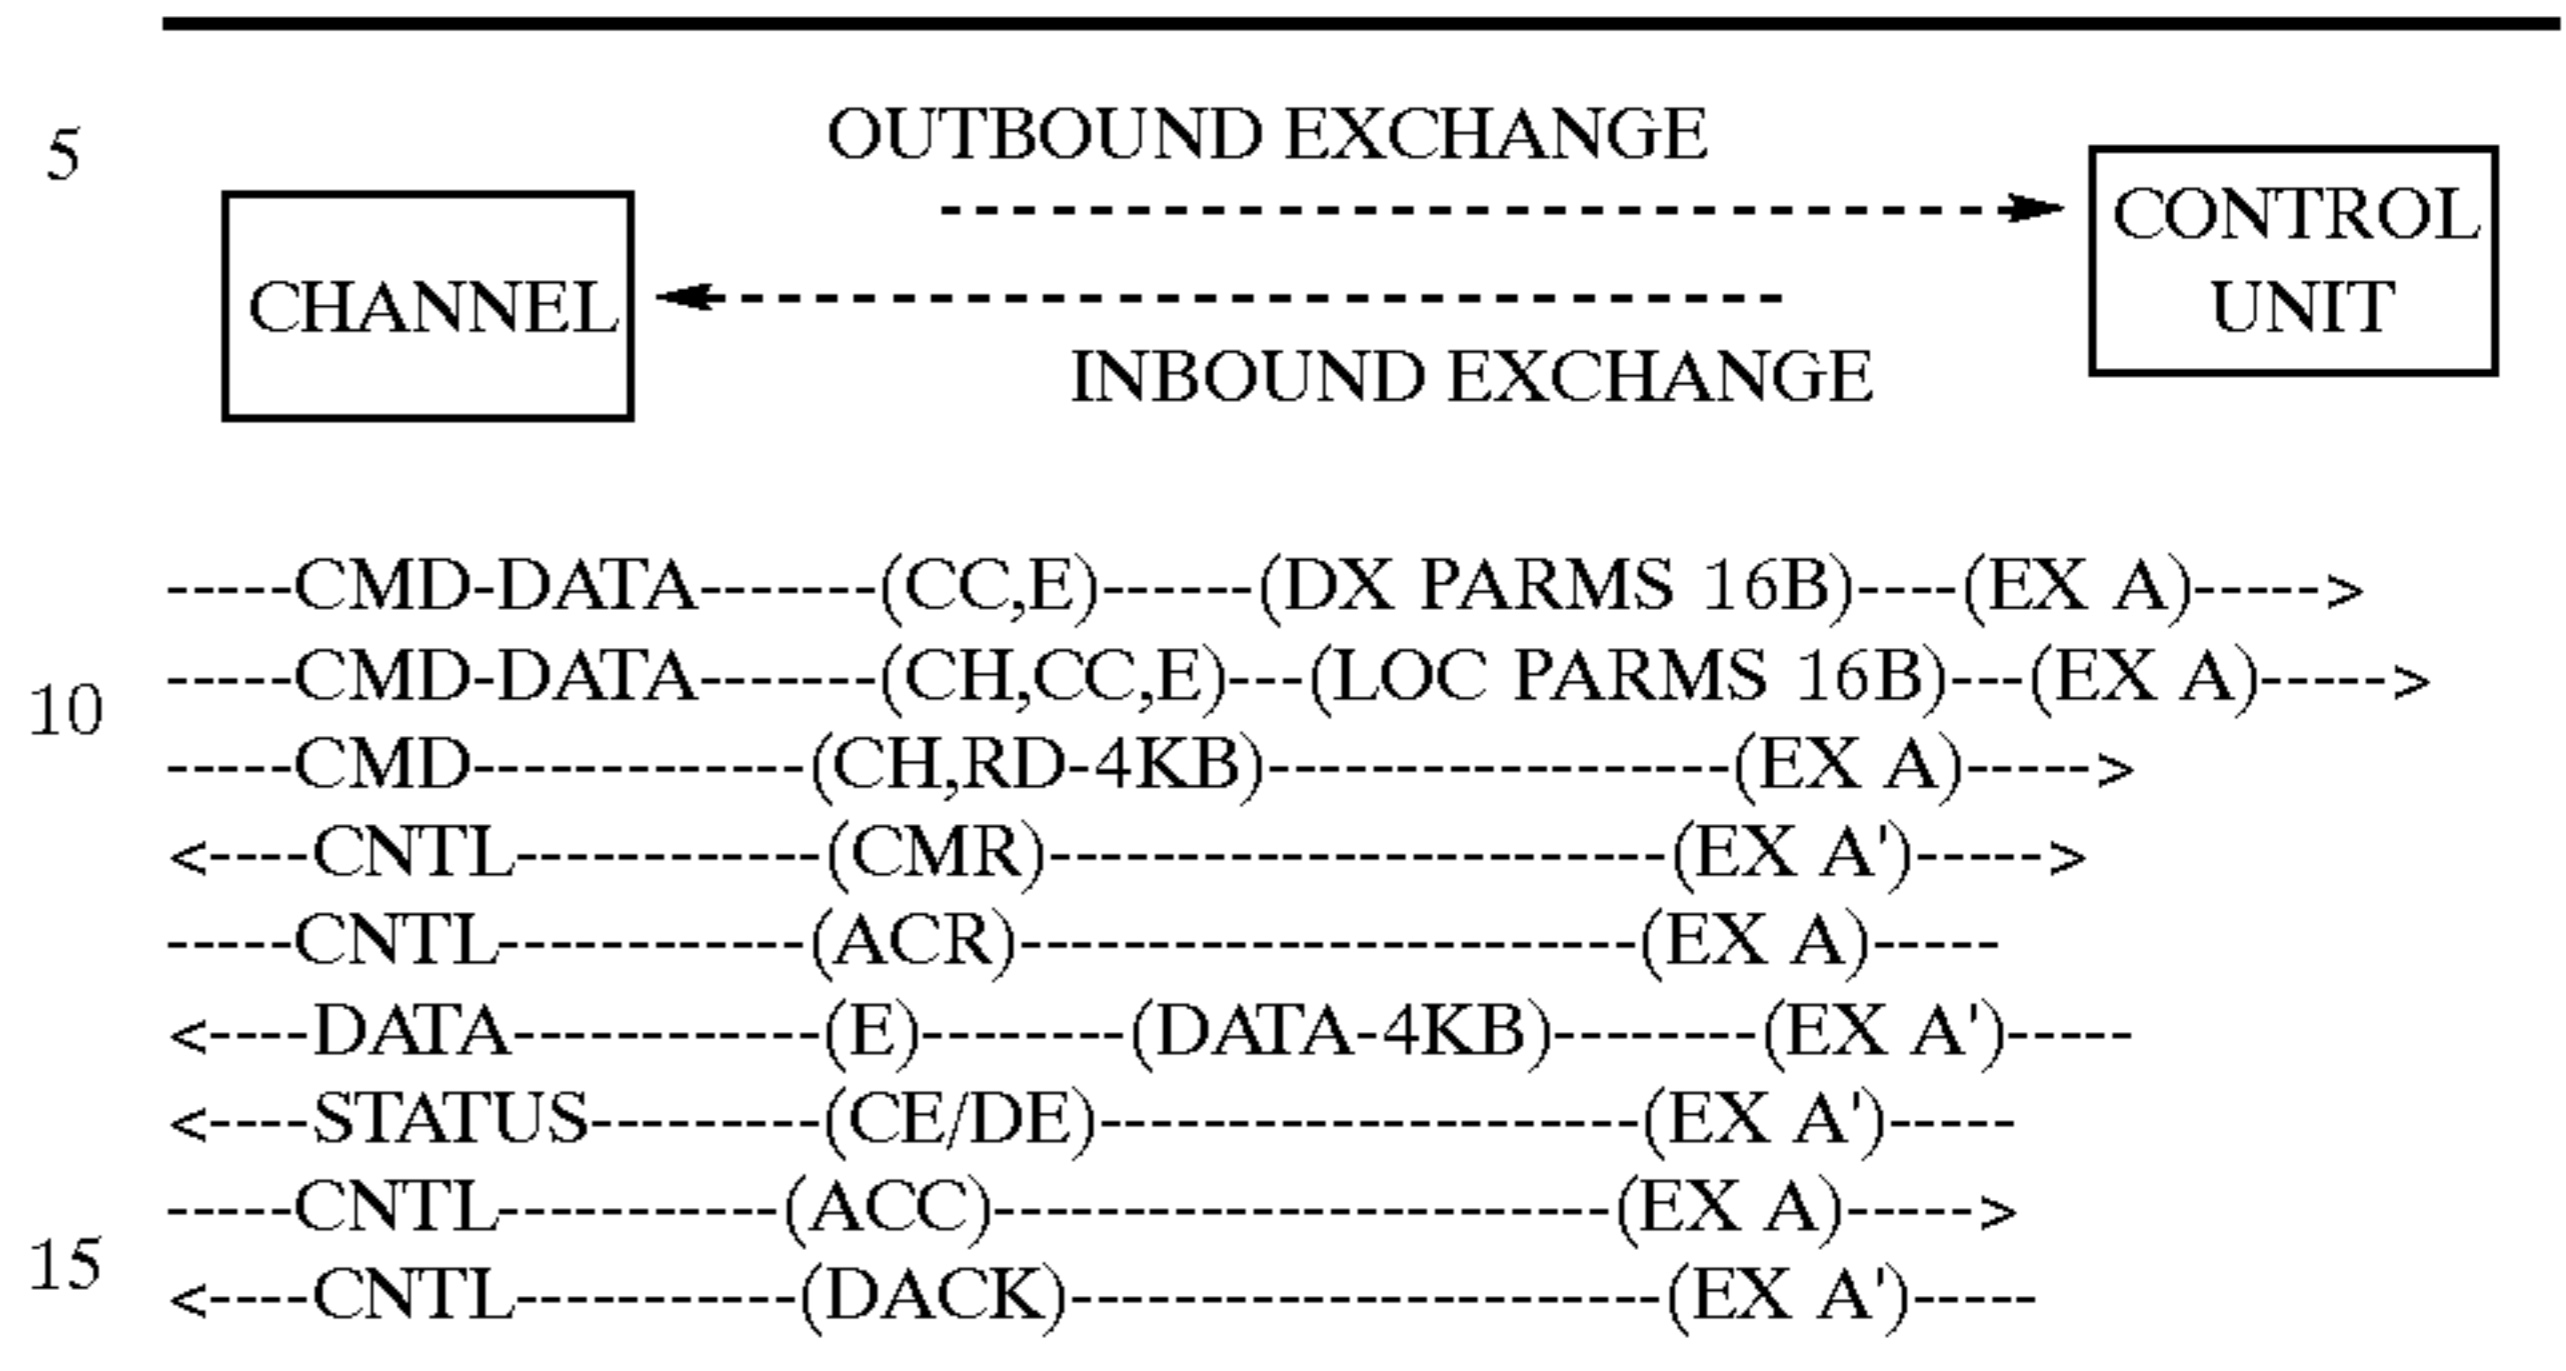 5
OUTBOUND EXCHANGE
CONTROL
UNIT
CHANNEL
INBOUND EXCHANGE
-----CMD-DATA-------(CC,E)------(DX PARMS 16B)----(EX A)----->
10
-----CMD-DATA-------(CH,CC,E)---(LOC PARMS 16B)---(EX A)----->
-----CMD-------------(CH,RD-4KB)------------------(EX A)----->
<----CNTL------------(CMR)------------------------(EX A')----->
-----CNTL------------(ACR)------------------------(EX A)-----
<----DATA------------(E)--------(DATA-4KB)--------(EX A')-----
<----STATUS---------(CE/DE)----------------------(EX A')-----
-----CNTL-----------(ACC)------------------------(EX A)----->
15
<----CNTL-----------(DACK)-----------------------(EX A')-----